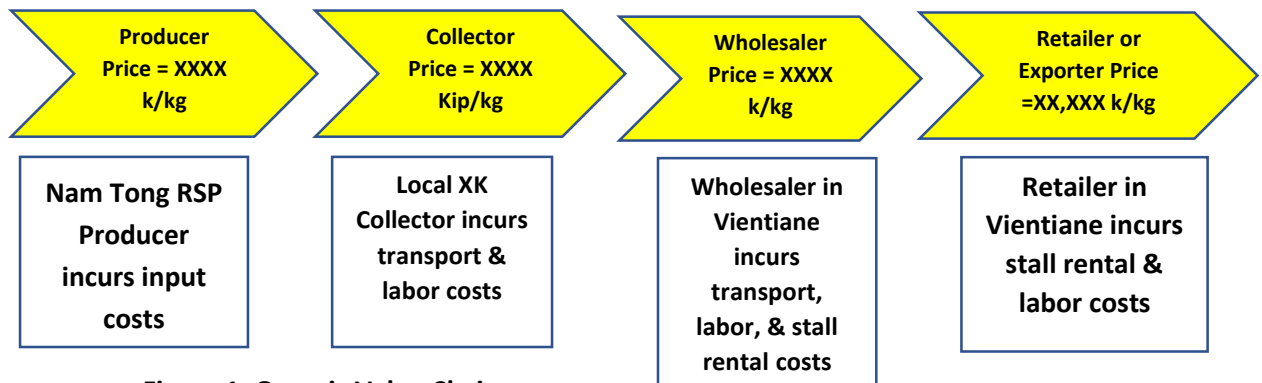 Producer
Price = XXXX
k/kg
Collector
Price = XXXX
Kip/kg
Wholesaler
Price = XXXX
k/kg
Retailer or
Exporter Price
=XX,XXX k/kg
Nam Tong RSP
Producer
incurs input
costs
Local XK
Collector incurs
transport &
labor costs
Wholesaler in
Vientiane
incurs
transport,
labor, & stall
rental costs
Retailer in
Vientiane incurs
stall rental &
labor costs